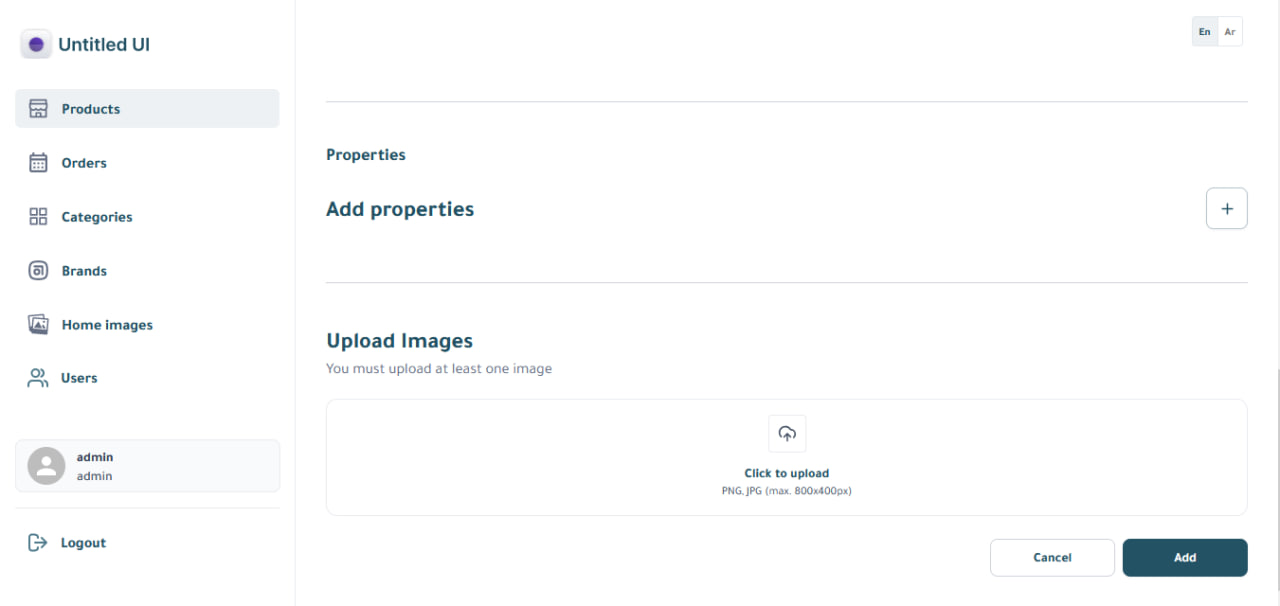 Untitled UI
Products
Orders
Categories
Brands
Home images
Users
admin
admin
Logout
En Ar
Properties
Add properties
Upload Images
You must upload at least one image
Click to upload
PNG, JPG (max. 800x400px)
Cancel Add